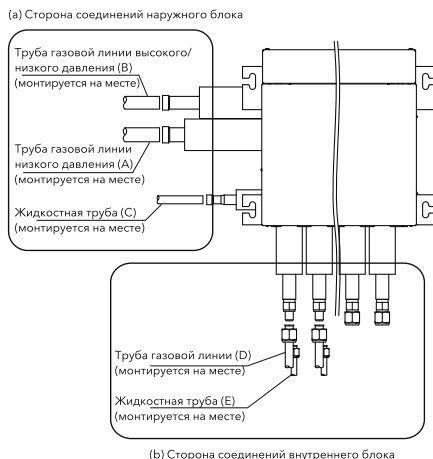 (a) Сторона соединений наружного блока
Труба газовой линии высокого/
низкого давления (B)
(монтируется на месте)
Труба газовой линии
низкого давления (A)
(монтируется на месте)
Жидкостная труба (C)
(монтируется на месте)
Труба газовой линии (D)
(монтируется на месте)
Жидкостная труба (E)
(монтируется на месте)
(b) Сторона соединений внутреннего блока